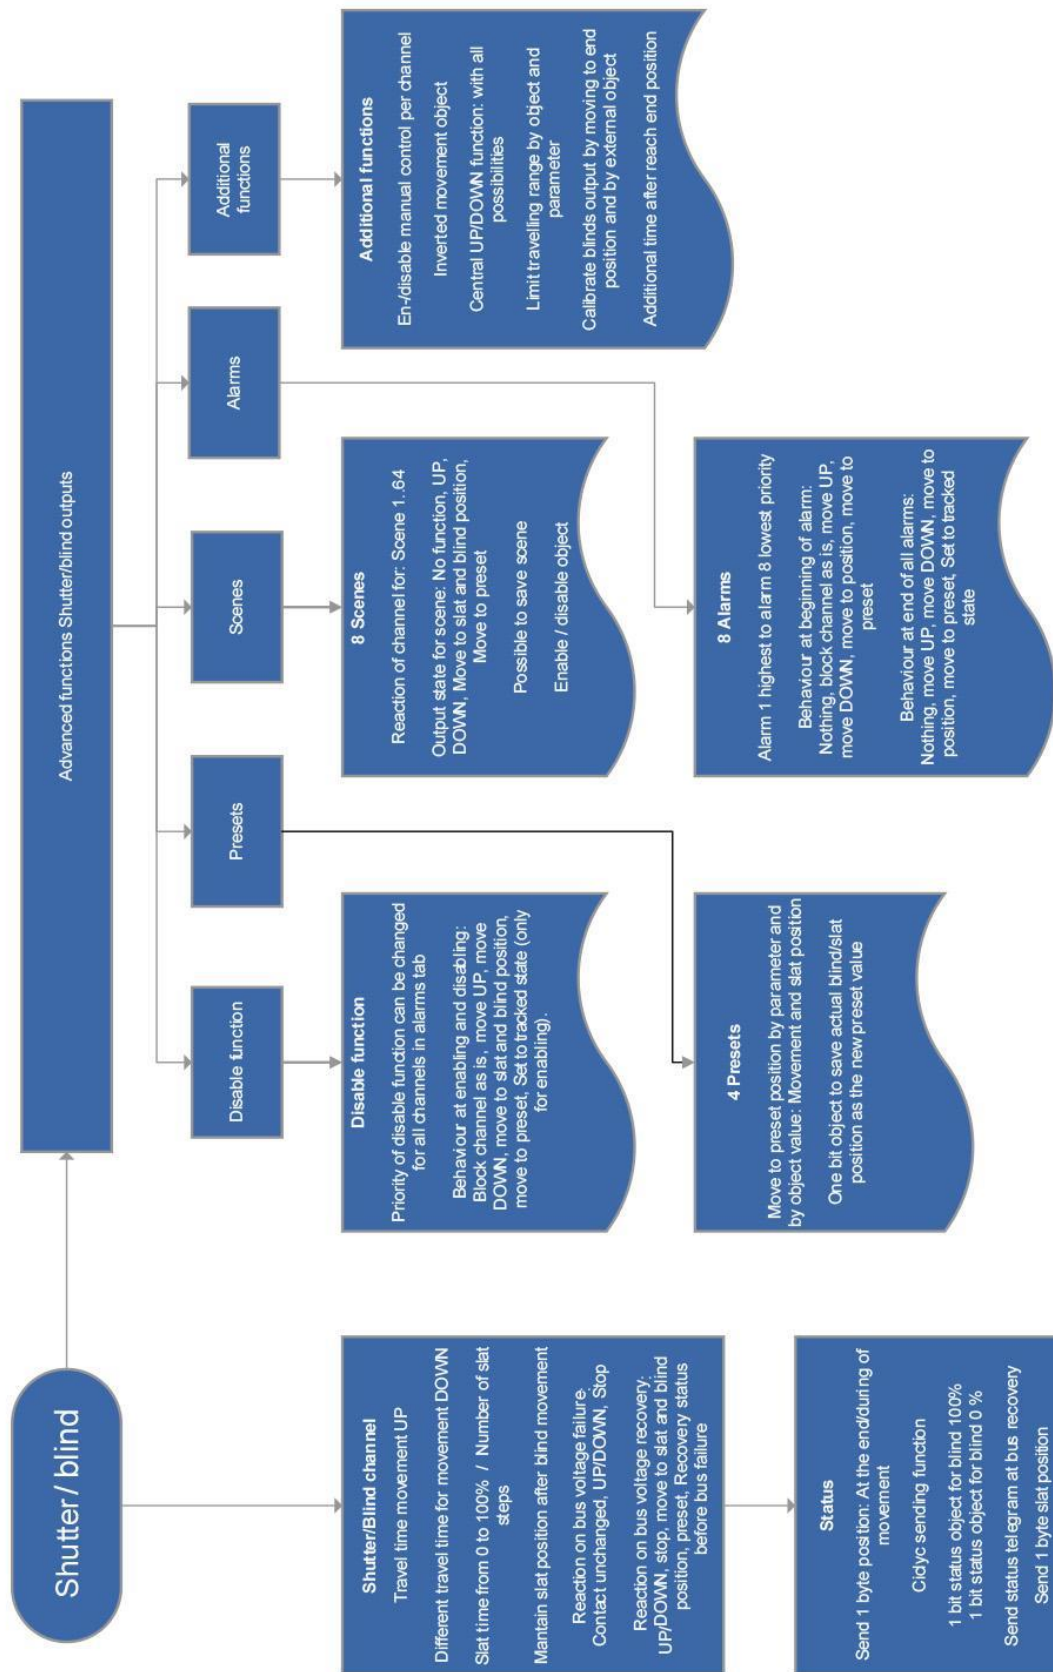 Shutter / blind
Advanced functions Shutter/blind outputs
Disable function
Presets
Scenes
Alarms
Additional
functions
Shutter/Blind channel
Travel time movement UP
Different travel time for movement DOWN
Slat time from 0 to 100% / Number of slat
steps
Mantain slat position after blind movement
Reaction on bus voltage failure:
Contact unchanged, UP/DOWN, Stop
Reaction on bus voltage recovery:
UP/DOWN, stop, move to slat and blind
position, preset, Recovery status
before bus failure
Disable function
Priority of disable function can be changed
for all channels in alarms tab
Behaviour at enabling and disabling:
Block channel as is, move UP, move
DOWN, move to slat and blind position,
move to preset, Set to tracked state (only
for enabling).
8 Scenes
Reaction of channel for: Scene 1..64
Output state for scene: No function, UP,
DOWN, Move to slat and blind position,
Move to preset
Possible to save scene
Enable / disable object
Additional functions
En-/disable manual control per channel
Inverted movement object
Central UP/DOWN function: with all
possibilities
Limit travelling range by object and
parameter
Calibrate blinds output by moving to end
position and by external object
Additional time after reach end position
Status
Send 1 byte position: At the end/during of
movement
Cidyc sending function
1 bit status object for blind 100%
1 bit status object for blind 0 %
Send status telegram at bus recovery
Send 1 byte slat position
4 Presets
Move to preset position by parameter and
by object value: Movement and slat position
One bit object to save actual blind/slat
position as the new preset value
8 Alarms
Alarm 1 highest to alarm 8 lowest priority
Behaviour at beginning of alarm:
Nothing, block channel as is, move UP,
move DOWN, move to position, move to
preset
Behaviour at end of all alarms:
Nothing, move UP, move DOWN, move to
position, move to preset, Set to tracked
state